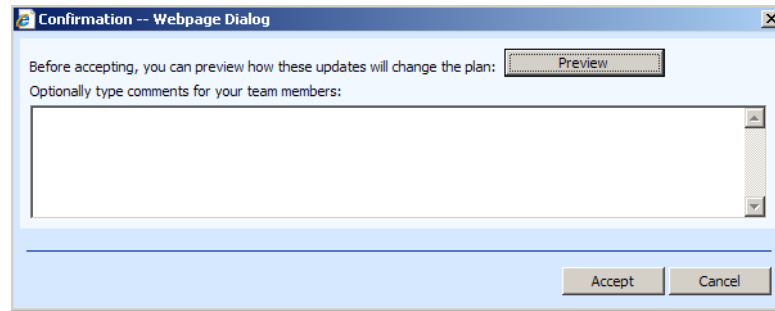 Confirmation -- Webpage Dialog
Before accepting, you can preview how these updates will change the plan: Preview
Optionally type comments for your team members:
Accept Cancel